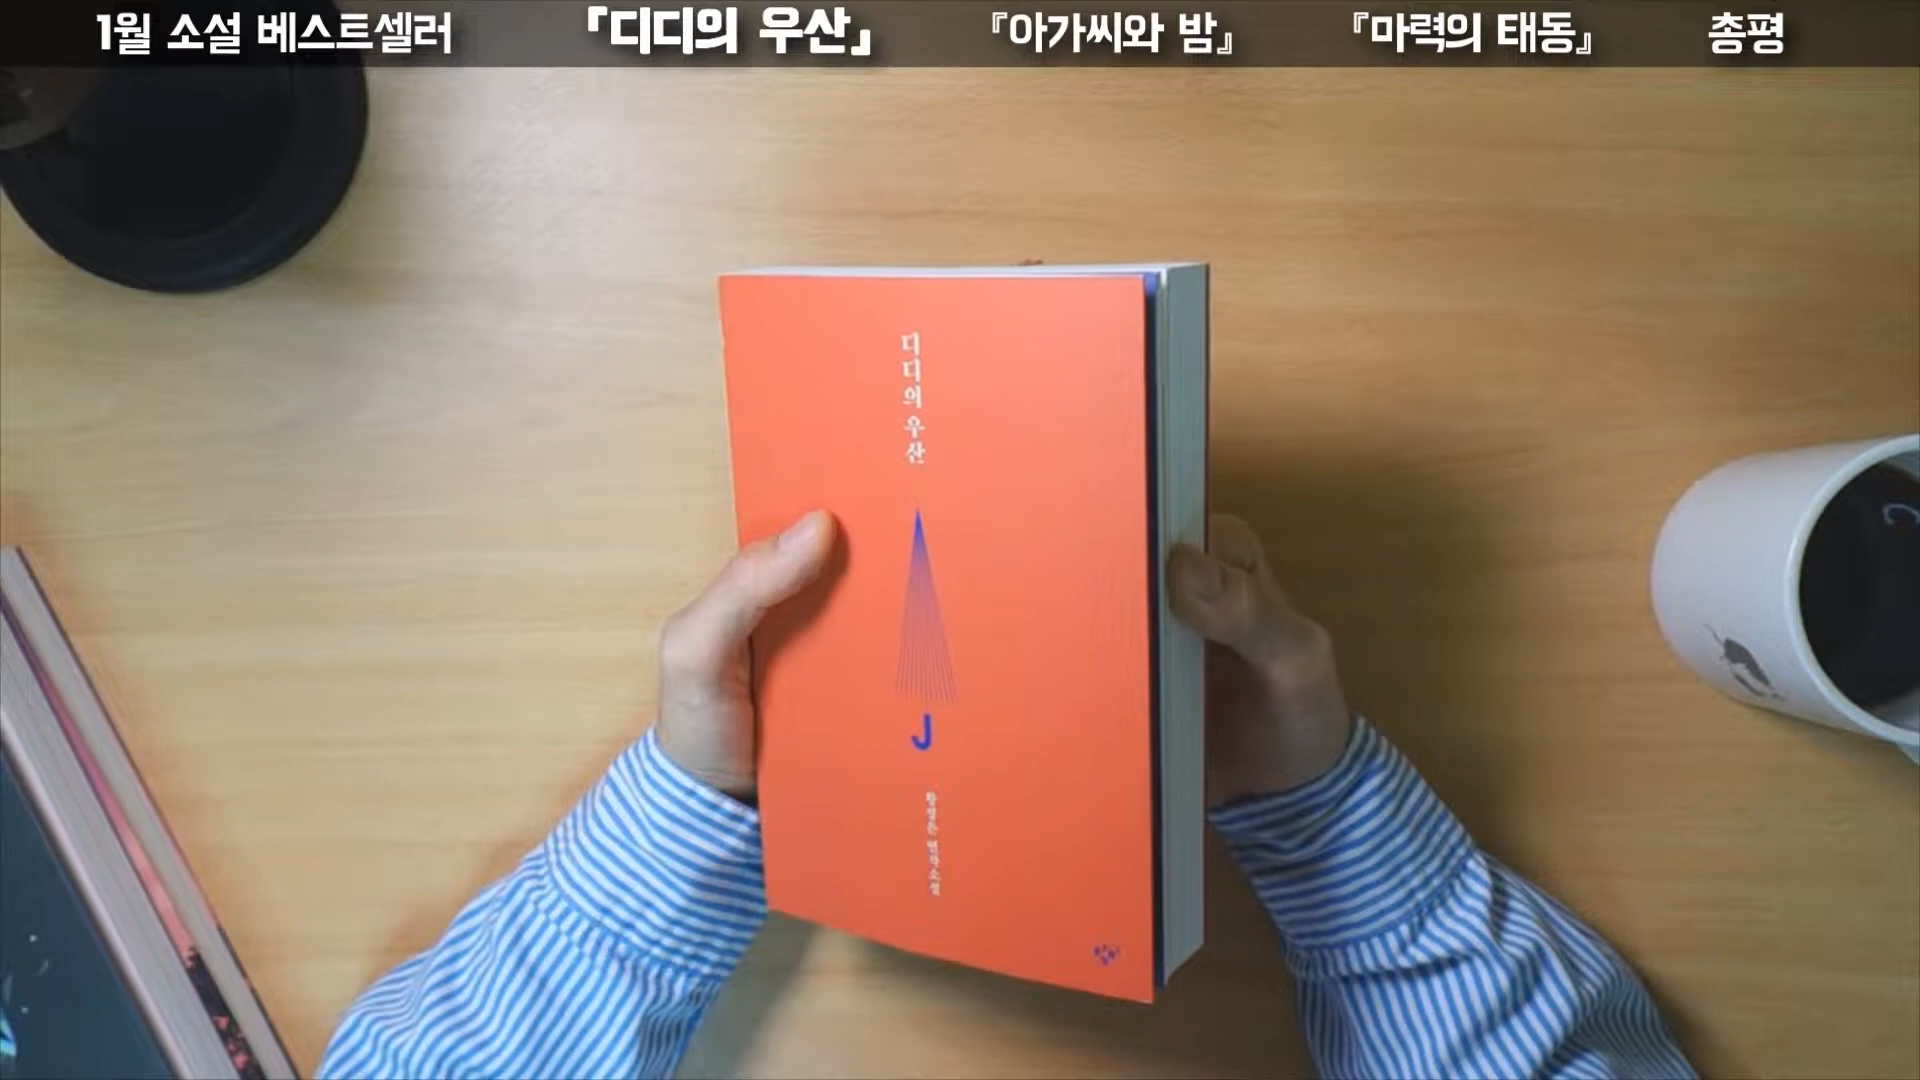 1월 소설 베스트셀러
「디디의 우산」
『아가씨와 밤』
『마력의 태동』
총평
디디의 우산
J
황정은 연작소설
창비